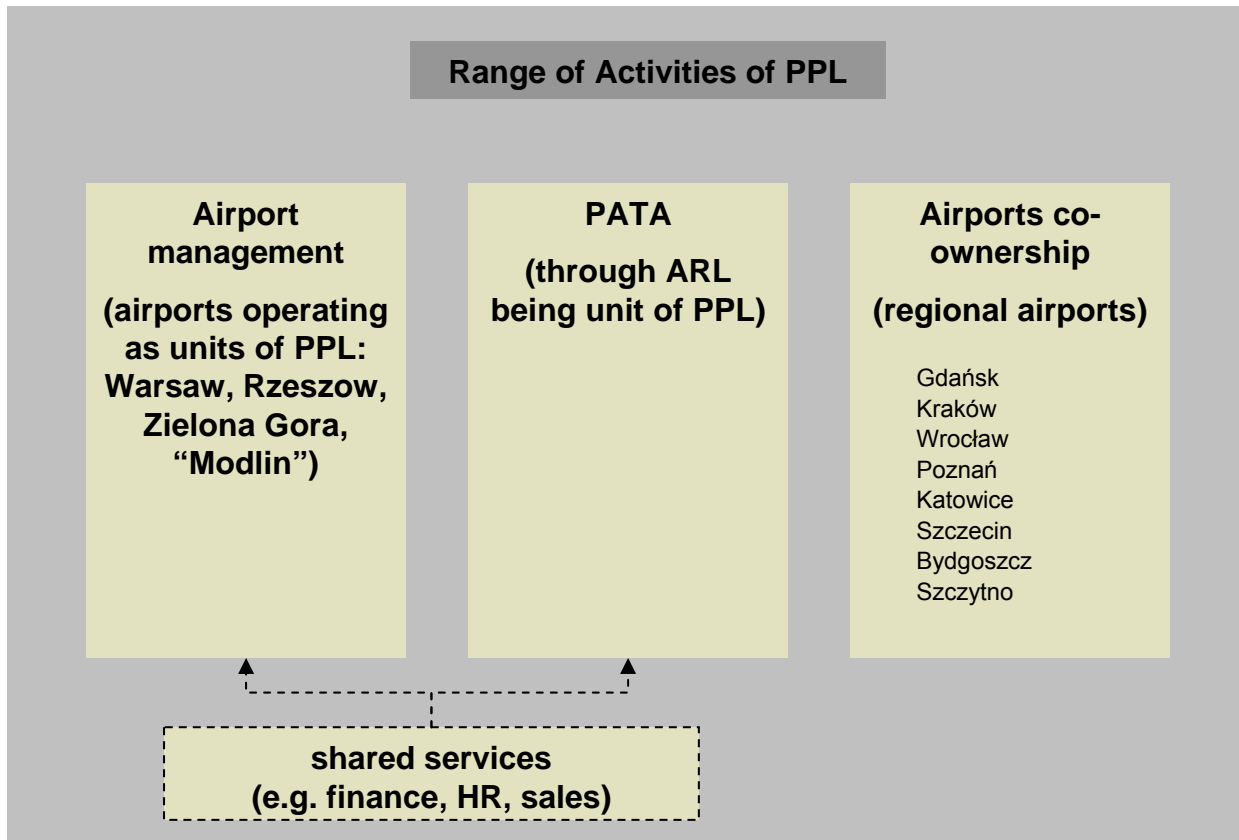 Range of Activities of PPL
Airport
management
(airports operating
as units of PPL:
Warsaw, Rzeszow,
Zielona Gora,
“Modlin”)
PATA
(through ARL
being unit of PPL)
Airports co-
ownership
(regional airports)
Gdańsk
Kraków
Wrocław
Poznań
Katowice
Szczecin
Bydgoszcz
Szczytno
shared services
(e.g. finance, HR, sales)